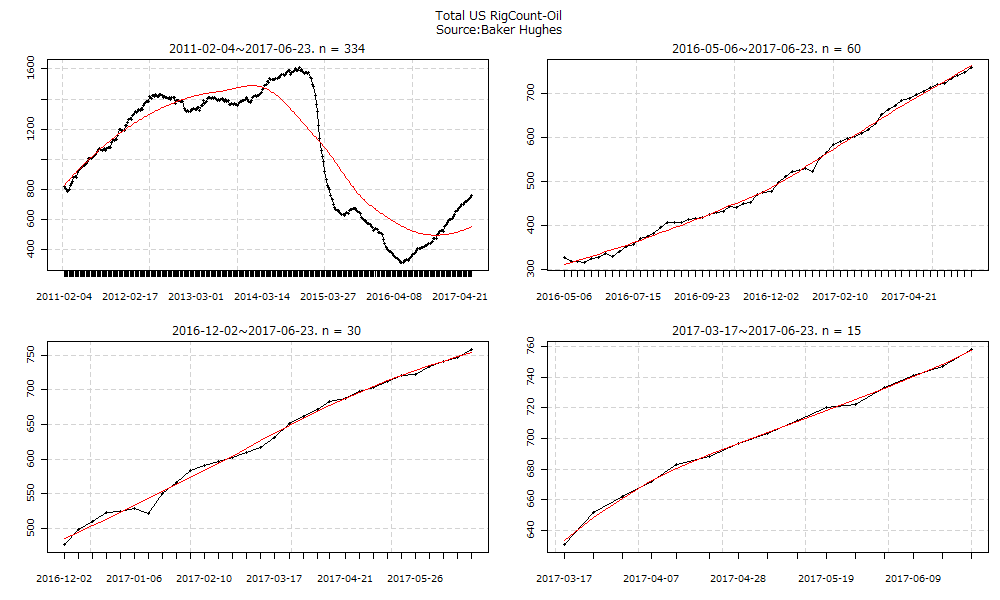 Total US RigCount-Oil
Source:Baker Hughes
2011-02-04~2017-06-23. n = 334
1600
1200
800
600
400
2011-02-04 2012-02-17 2013-03-01 2014-03-14 2015-03-27 2016-04-08 2017-04-21
2016-05-06~2017-06-23. n = 60
700
600
500
400
300
2016-05-06 2016-07-15 2016-09-23 2016-12-02 2017-02-10 2017-04-21
2016-12-02~2017-06-23. n = 30
750
700
650
600
550
500
2016-12-02 2017-01-06 2017-02-10 2017-03-17 2017-04-21 2017-05-26
2017-03-17~2017-06-23. n = 15
760
740
720
700
680
660
640
2017-03-17 2017-04-07 2017-04-28 2017-05-19 2017-06-09